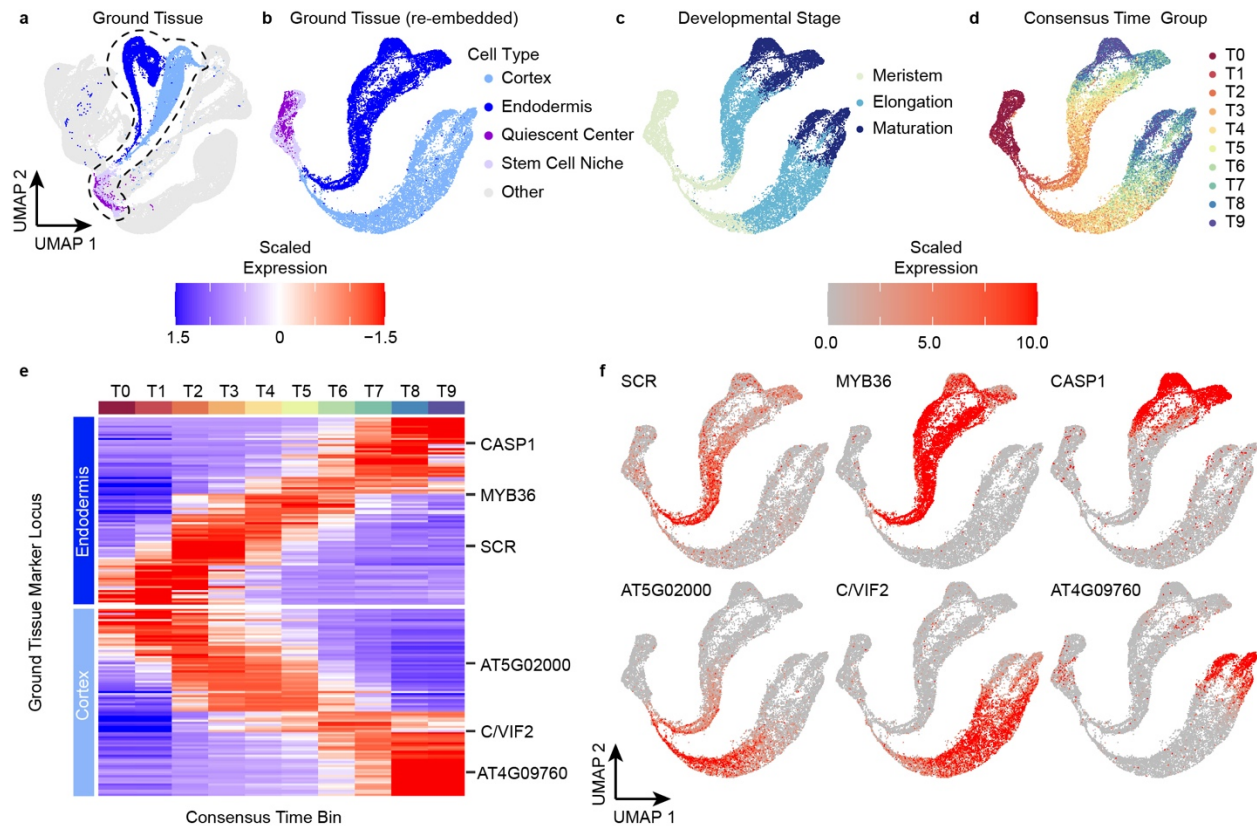 a Ground Tissue
b Ground Tissue (re-embedded)
Cell Type
Cortex
Endodermis
Quiescent Center
Stem Cell Niche
Other
UMAP 2
UMAP 1
c Developmental Stage
Meristem
Elongation
Maturation
d Consensus Time Group
T0
T1
T2
T3
T4
T5
T6
T7
T8
T9
Scaled
Expression
1.5 0 −1.5
Scaled
Expression
0.0 5.0 10.0
e
T0 T1 T2 T3 T4 T5 T6 T7 T8 T9
Ground Tissue Marker Locus
Endodermis
Cortex
CASP1
MYB36
SCR
AT5G02000
C/VIF2
AT4G09760
Consensus Time Bin
f
SCR MYB36 CASP1
AT5G02000 C/VIF2 AT4G09760
UMAP 2
UMAP 1